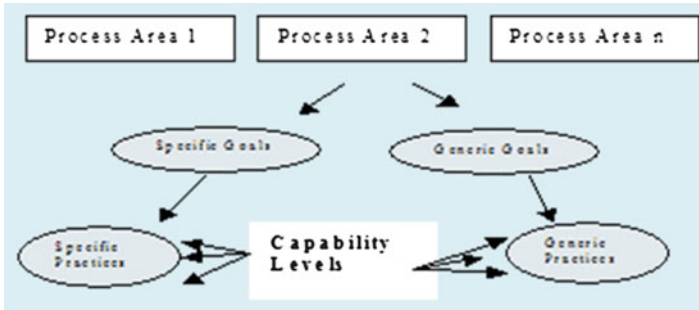 Process Area 1
Process Area 2
Process Area n
Specific Goals
Generic Goals
Specific
Practices
Capability
Levels
Generic
Practices